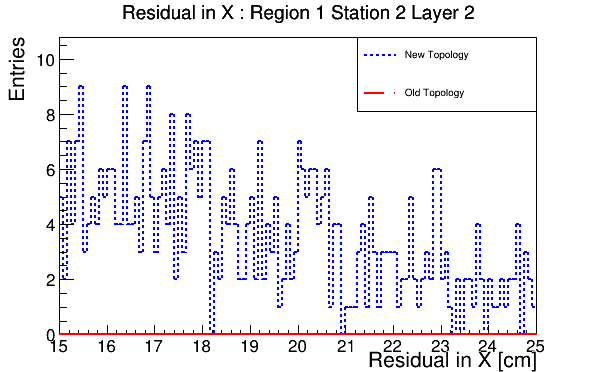 Residual in X : Region 1 Station 2 Layer 2
Entries
10
8
6
4
2
0
New Topology
Old Topology
15 16 17 18 19 20 21 22 23 24 25
Residual in X [cm]